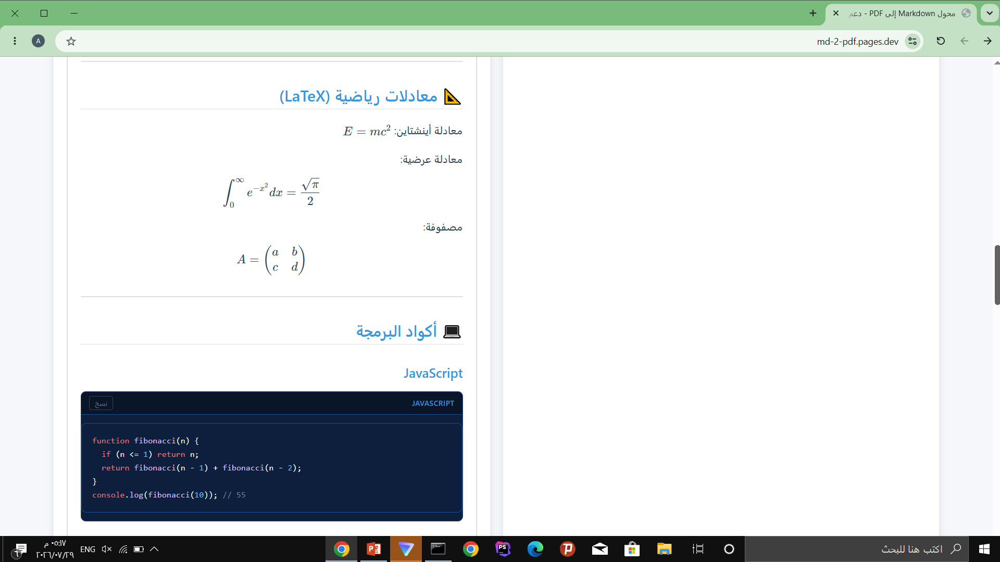 محول Markdown إلى PDF - دعم
md-2-pdf.pages.dev
A
معادلات رياضية (LaTeX)
معادلة أينشتاين: E = mc²
معادلة عرضية:
∫₀^∞ e^{-x²} dx = √π / 2
مصفوفة:
A = (a b
c d)
أكواد البرمجة
JavaScript
JAVASCRIPT
نسخ
function fibonacci(n) {
  if (n <= 1) return n;
  return fibonacci(n - 1) + fibonacci(n - 2);
}
console.log(fibonacci(10)); // 55
اكتب هنا للبحث
ENG
٠٥:١٧ م
٢٠٢٦/٠٧/٢٩
٦